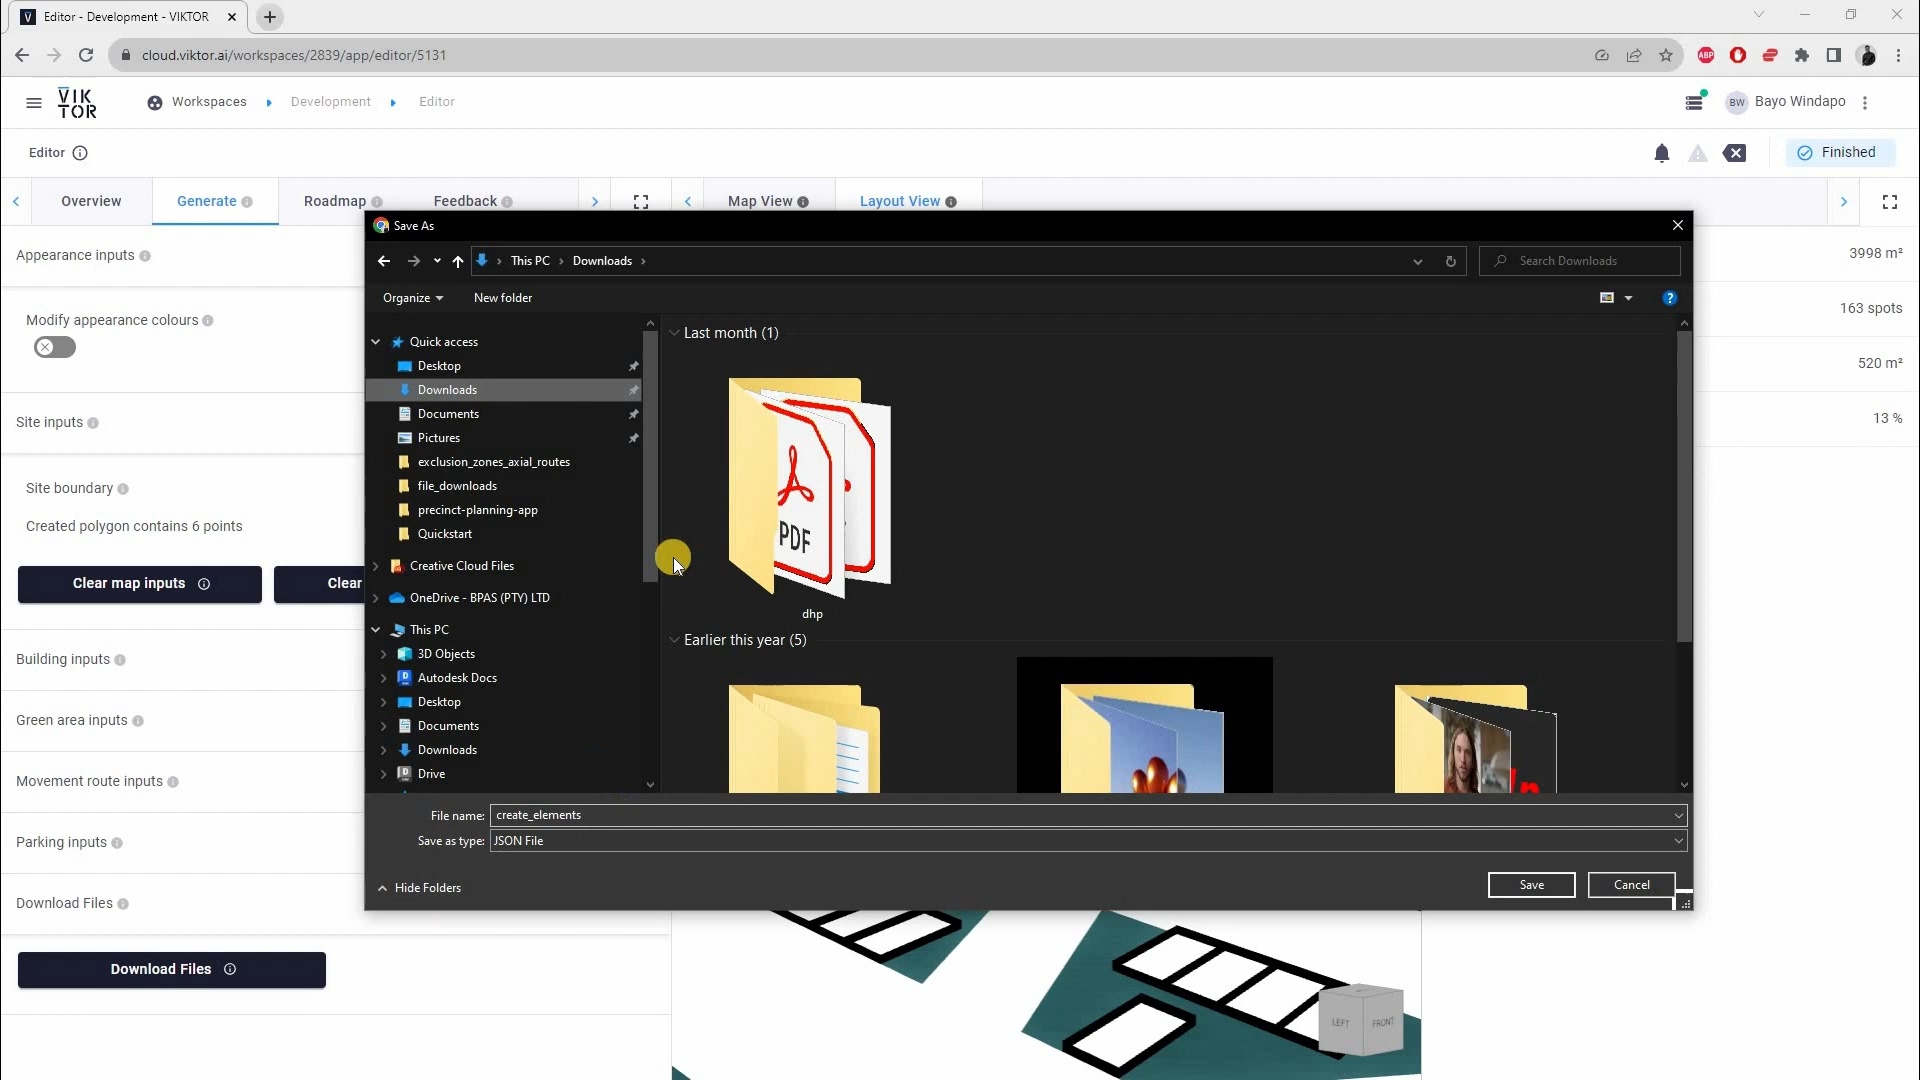 Editor - Development - VIKTOR
cloud.viktor.ai/workspaces/2839/app/editor/5131
ABP
VIK
TOR
Workspaces
Development
Editor
BW
Bayo Windapo
Editor
Finished
Overview
Generate
Roadmap
Feedback
Map View
Layout View
Save As
Appearance inputs
3998 m²
This PC
Downloads
Search Downloads
Organize
New folder
Modify appearance colours
163 spots
Last month (1)
Quick access
Desktop
520 m²
Downloads
Documents
Site inputs
13 %
Pictures
exclusion_zones_axial_routes
Site boundary
file_downloads
precinct-planning-app
Created polygon contains 6 points
Quickstart
PDF
Creative Cloud Files
Clear map inputs
Clear
OneDrive - BPAS (PTY) LTD
dhp
This PC
Earlier this year (5)
Building inputs
3D Objects
Autodesk Docs
Desktop
Green area inputs
Documents
Downloads
Drive
Movement route inputs
File name:
create_elements
Save as type:
JSON File
Parking inputs
Hide Folders
Save
Cancel
Download Files
Download Files
LEFT
FRONT